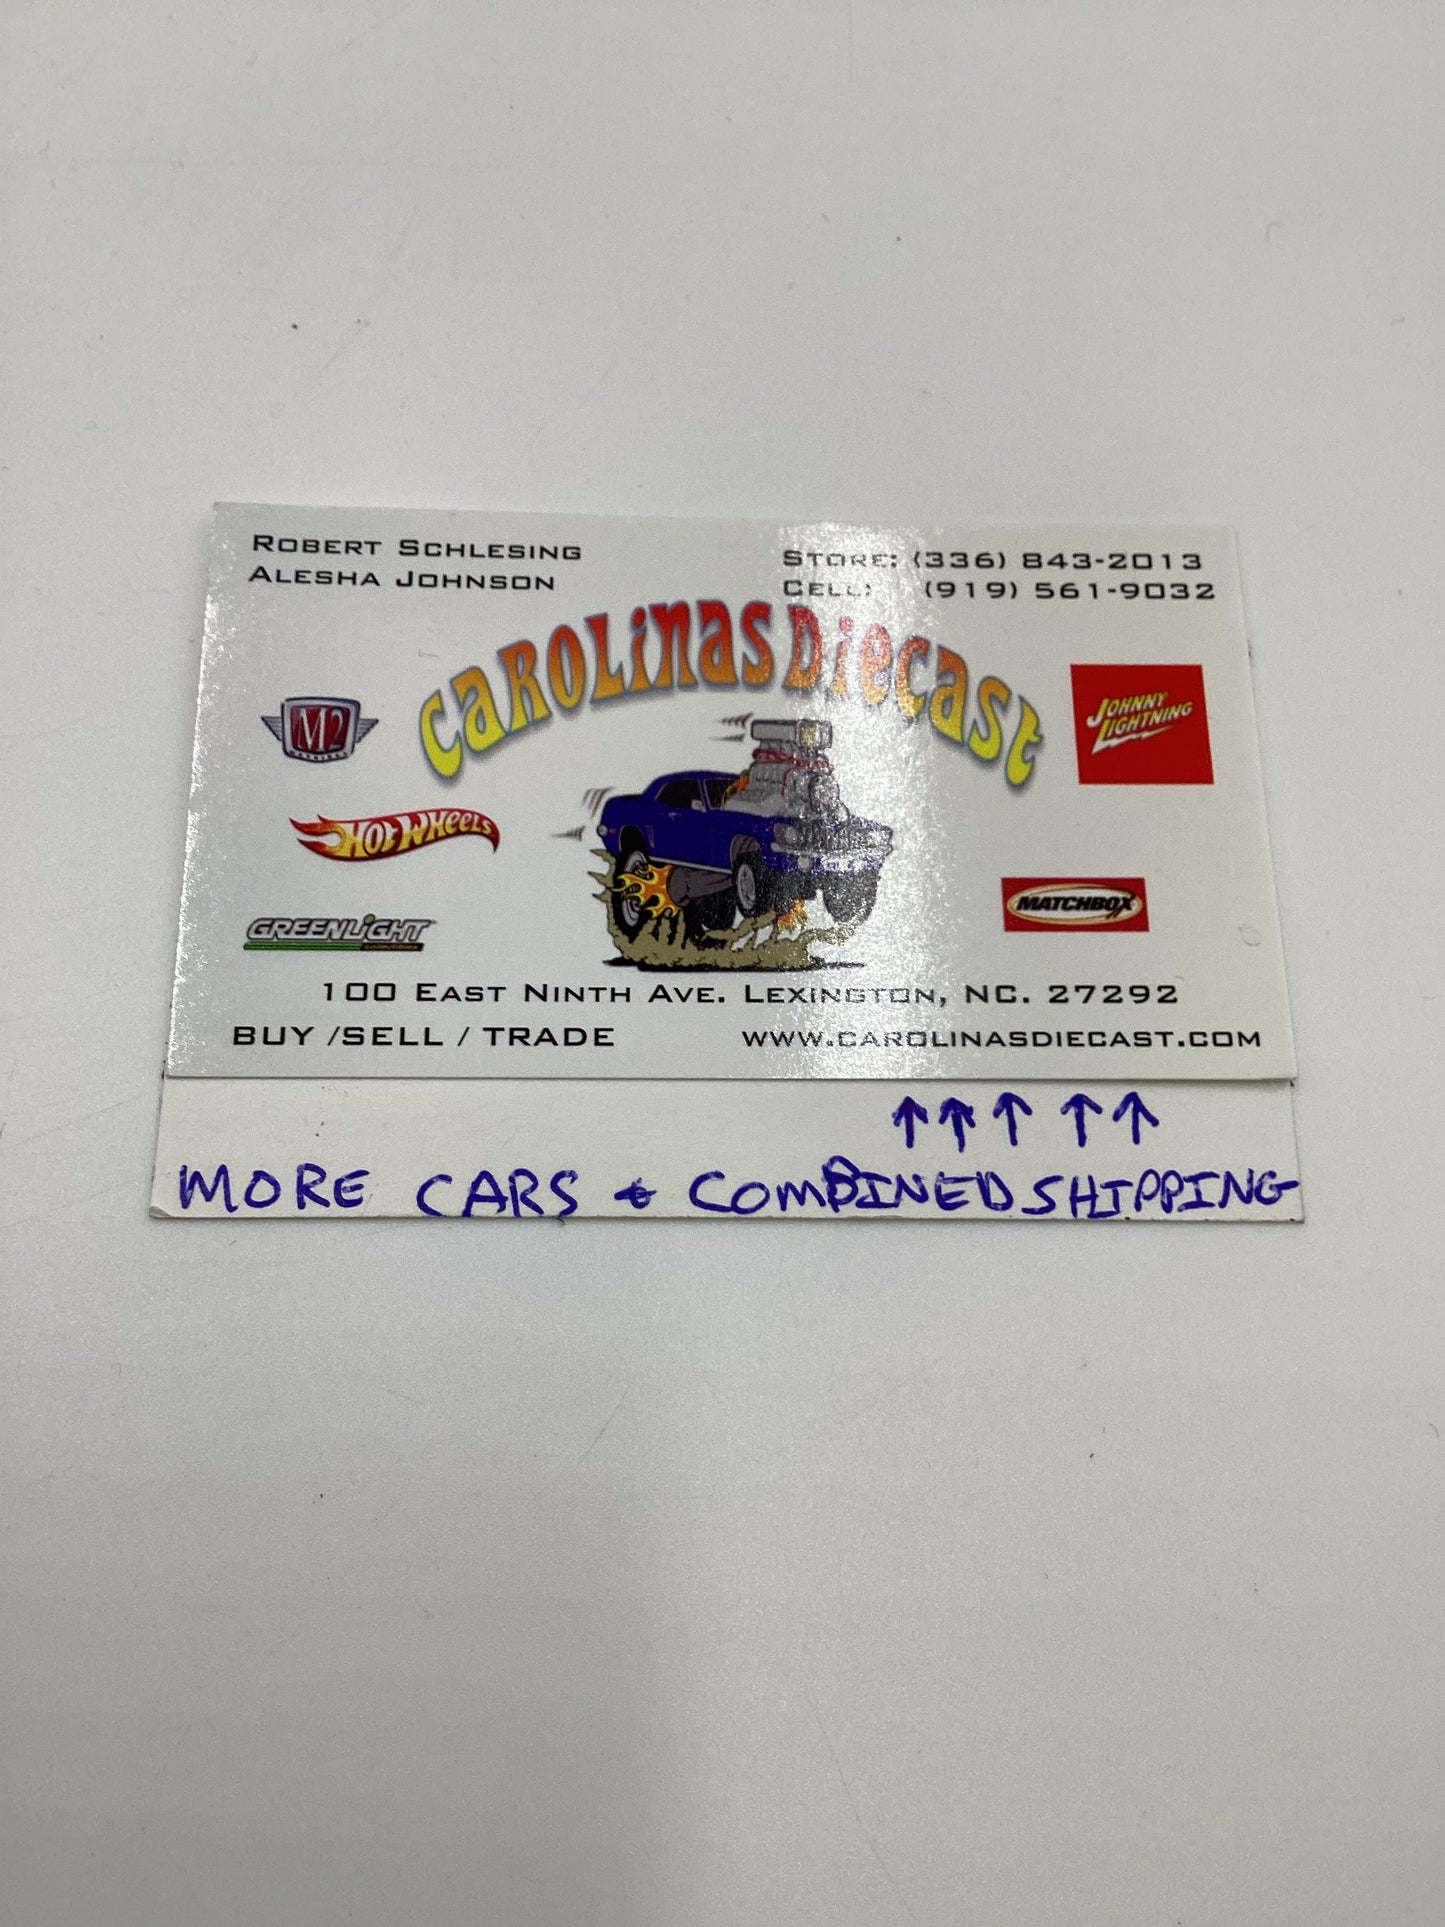 Robert Schlesing
Alesha Johnson
Store: (336) 843-2013
Cell: (919) 561-9032
Carolinas Diecast
M2
MACHINES
JOHNNY
LIGHTNING
HOT WHEELS
MATCHBOX
GREENLIGHT
COLLECTIBLES
100 East Ninth Ave. Lexington, NC. 27292
BUY /SELL / TRADE
www.carolinasdiecast.com
↑ ↑ ↑ ↑ ↑
MORE CARS & COMBINED SHIPPING